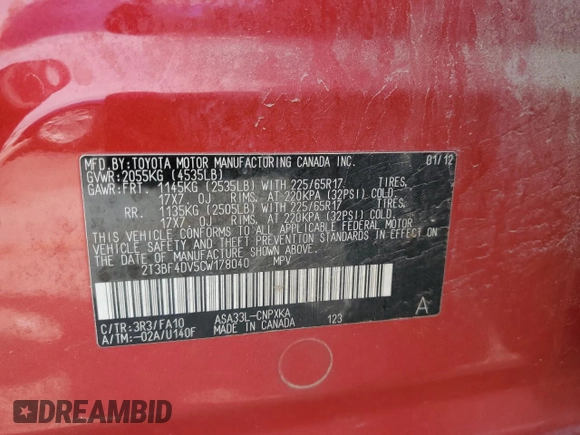 MFD.BY:TOYOTA MOTOR MANUFACTURING CANADA INC. 01/12
GVWR:2055KG (4535LB)
GAWR:FRT. 1145KG (2535LB) WITH 225/65R17 TIRES,
17X7 OJ RIMS, AT 220KPA (32PSI) COLD.
RR. 1135KG (2505LB) WITH 225/65R17 TIRES,
17X7 OJ RIMS, AT 220KPA (32PSI) COLD.
THIS VEHICLE CONFORMS TO ALL APPLICABLE FEDERAL MOTOR
VEHICLE SAFETY AND THEFT PREVENTION STANDARDS IN EFFECT ON
THE DATE OF MANUFACTURE SHOWN ABOVE.
2T3BF4DV5CW178040 MPV
C/TR:3R3/FA10 ASA33L-CNPXKA A
A/TM:-02A/U140F MADE IN CANADA 123
DREAMBID